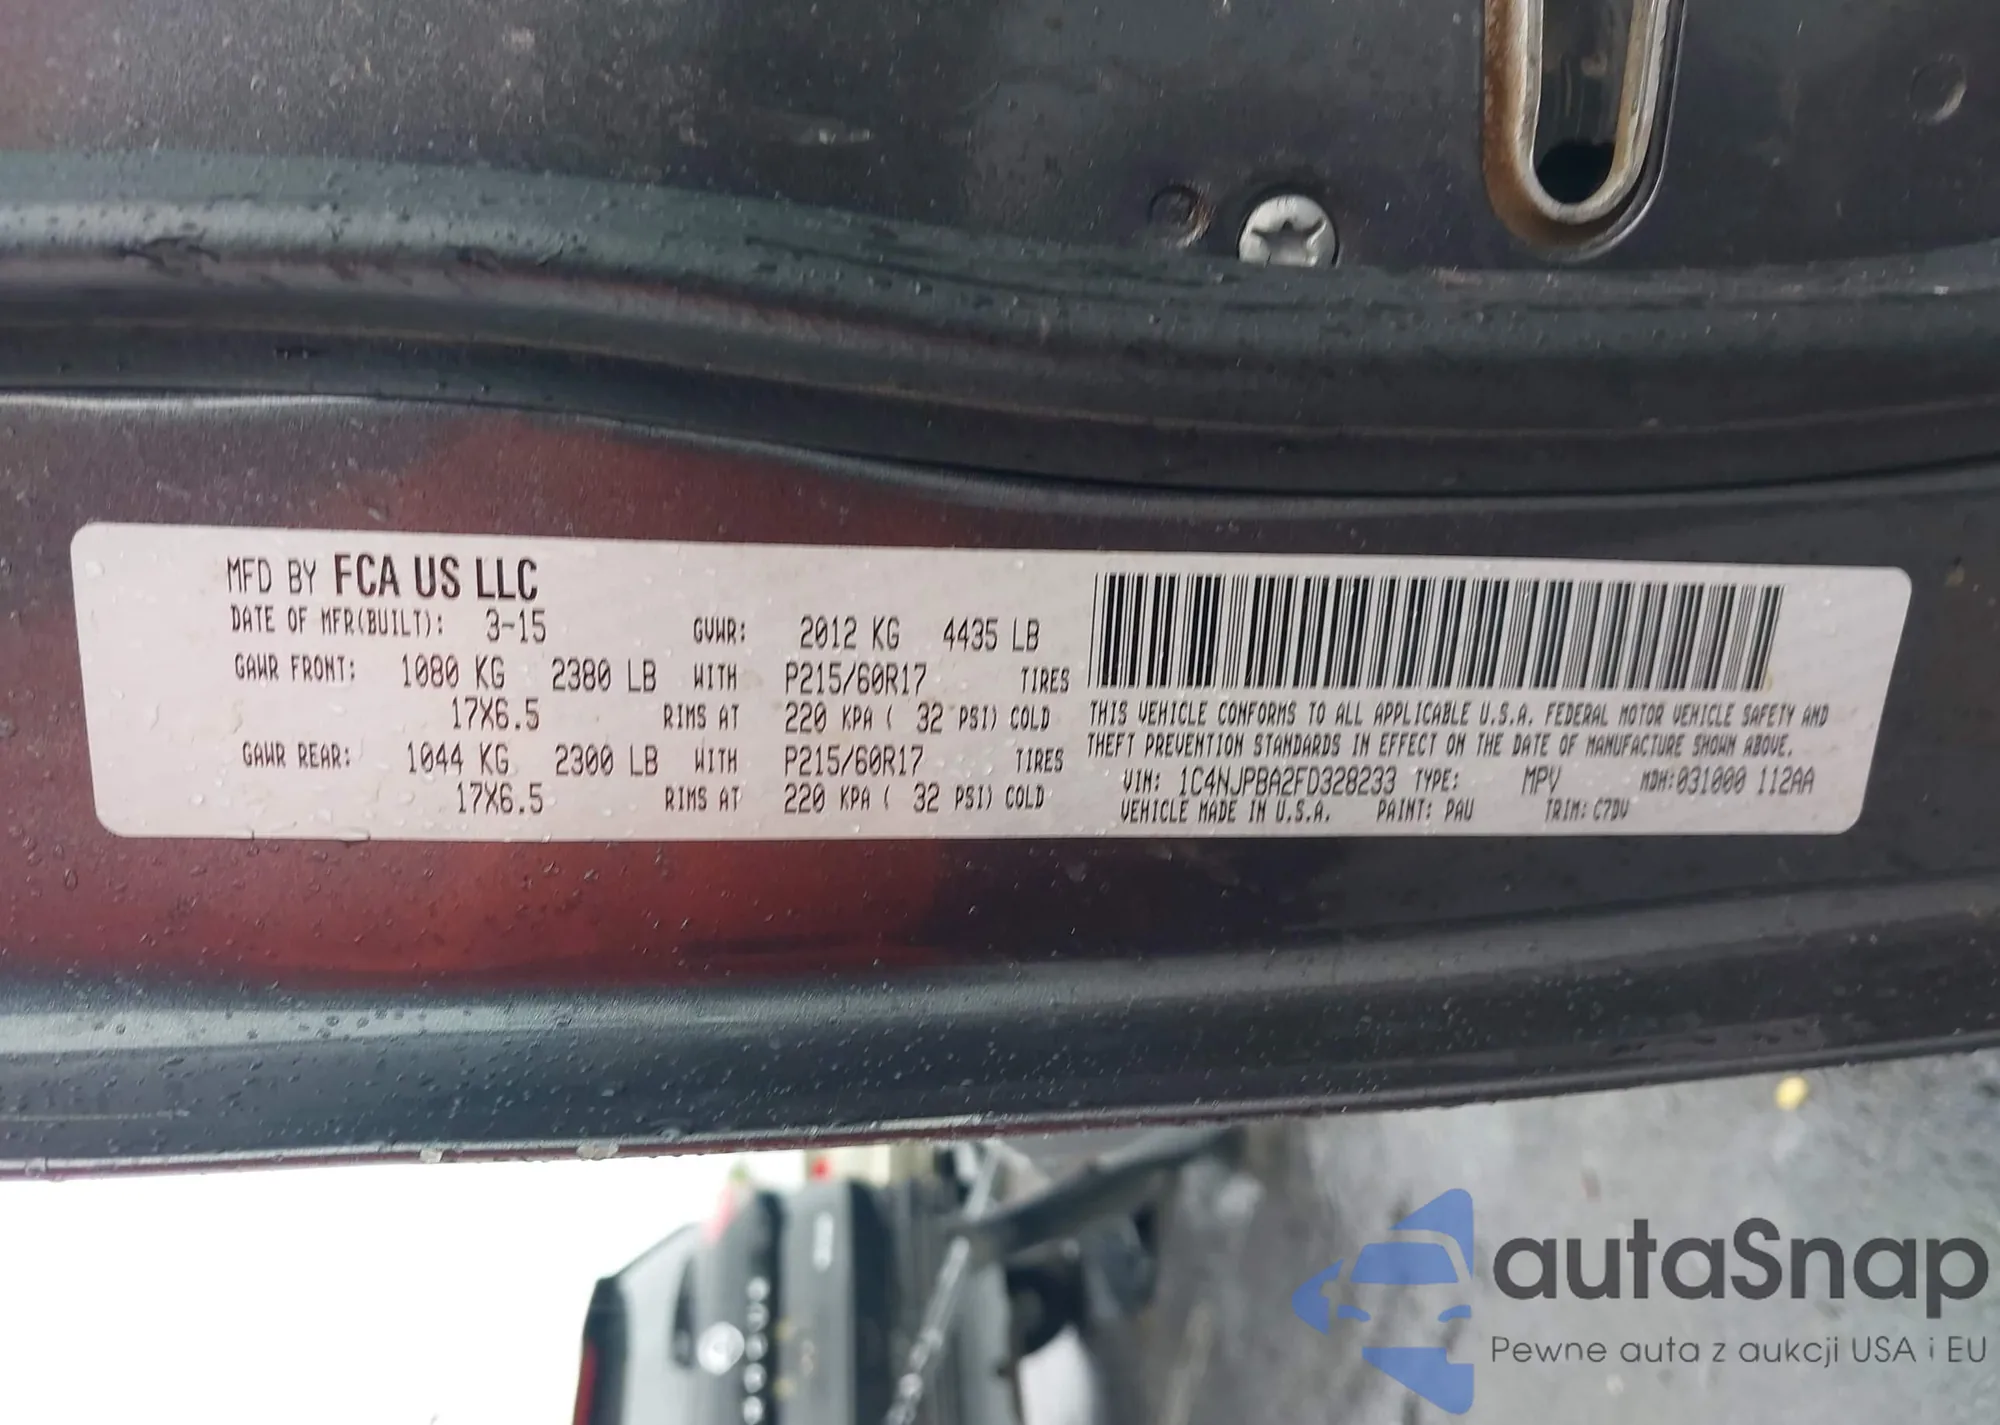 MFD BY FCA US LLC
DATE OF MFR(BUILT): 3-15 GVWR: 2012 KG 4435 LB
GAWR FRONT: 1080 KG 2380 LB WITH P215/60R17 TIRES
17X6.5 RIMS AT 220 KPA ( 32 PSI) COLD
GAWR REAR: 1044 KG 2300 LB WITH P215/60R17 TIRES
17X6.5 RIMS AT 220 KPA ( 32 PSI) COLD
THIS VEHICLE CONFORMS TO ALL APPLICABLE U.S.A. FEDERAL MOTOR VEHICLE SAFETY AND
THEFT PREVENTION STANDARDS IN EFFECT ON THE DATE OF MANUFACTURE SHOWN ABOVE.
VIN: 1C4NJPBA2FD328233 TYPE: MPV MDH:031000 112AA
VEHICLE MADE IN U.S.A. PAINT: PAU TRIM: C7DV
autaSnap
Pewne auta z aukcji USA i EU